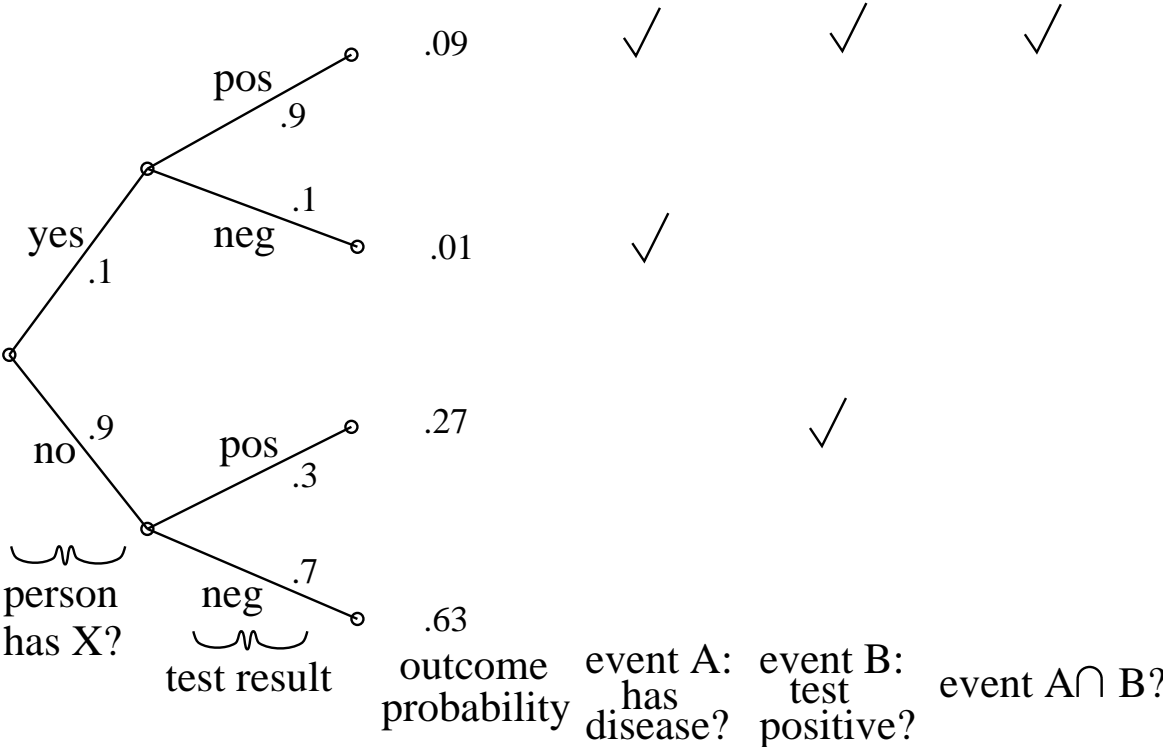 .09
pos
.9
.1
yes
neg
.01
.1
.9
.27
no
pos
.3
.7
person
has X?
neg
.63
test result
outcome
probability
event A:
has
disease?
event B:
test
positive?
event A∩ B?